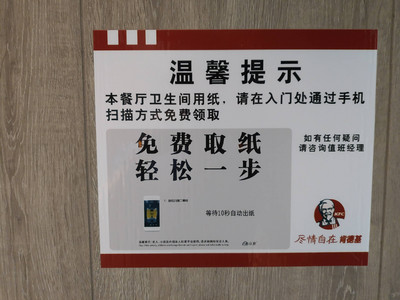 温馨提示
本餐厅卫生间用纸，请在入门处通过手机
扫描方式免费领取
免费取纸
轻松一步
如有任何疑问
请咨询值班经理
等待10秒自动出纸
KFC
尽情自在 肯德基